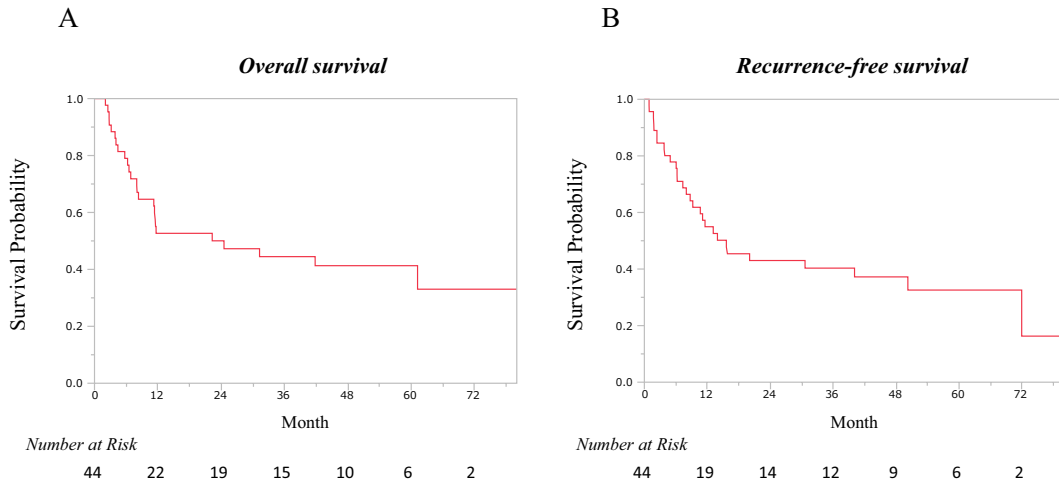 A
Overall survival
1.0
0.8
0.6
0.4
0.2
0.0
Survival Probability
0 12 24 36 48 60 72
Month
Number at Risk
44 22 19 15 10 6 2
B
Recurrence-free survival
1.0
0.8
0.6
0.4
0.2
0.0
Survival Probability
0 12 24 36 48 60 72
Month
Number at Risk
44 19 14 12 9 6 2